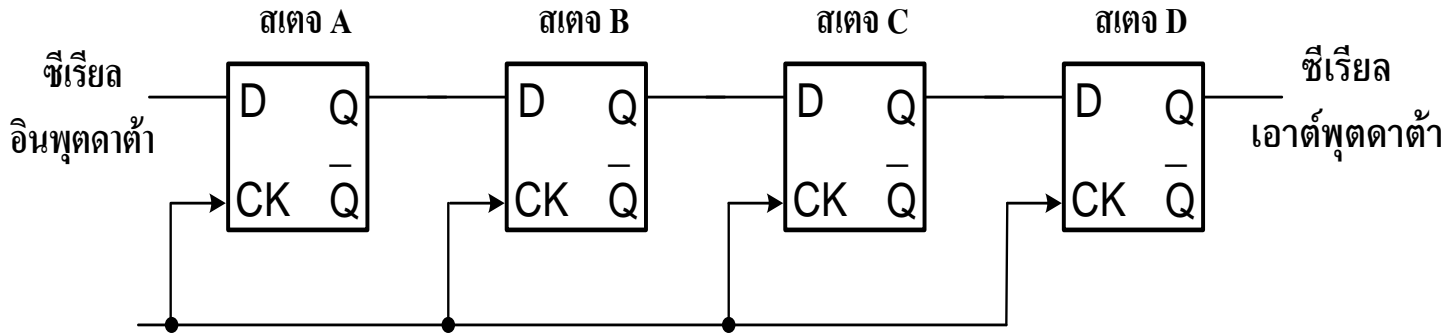 สเตจ A สเตจ B สเตจ C สเตจ D
ซีเรียล
อินพุตดาต้า
D Q
CK Q̅
D Q
CK Q̅
D Q
CK Q̅
D Q
CK Q̅
ซีเรียล
เอาต์พุตดาต้า